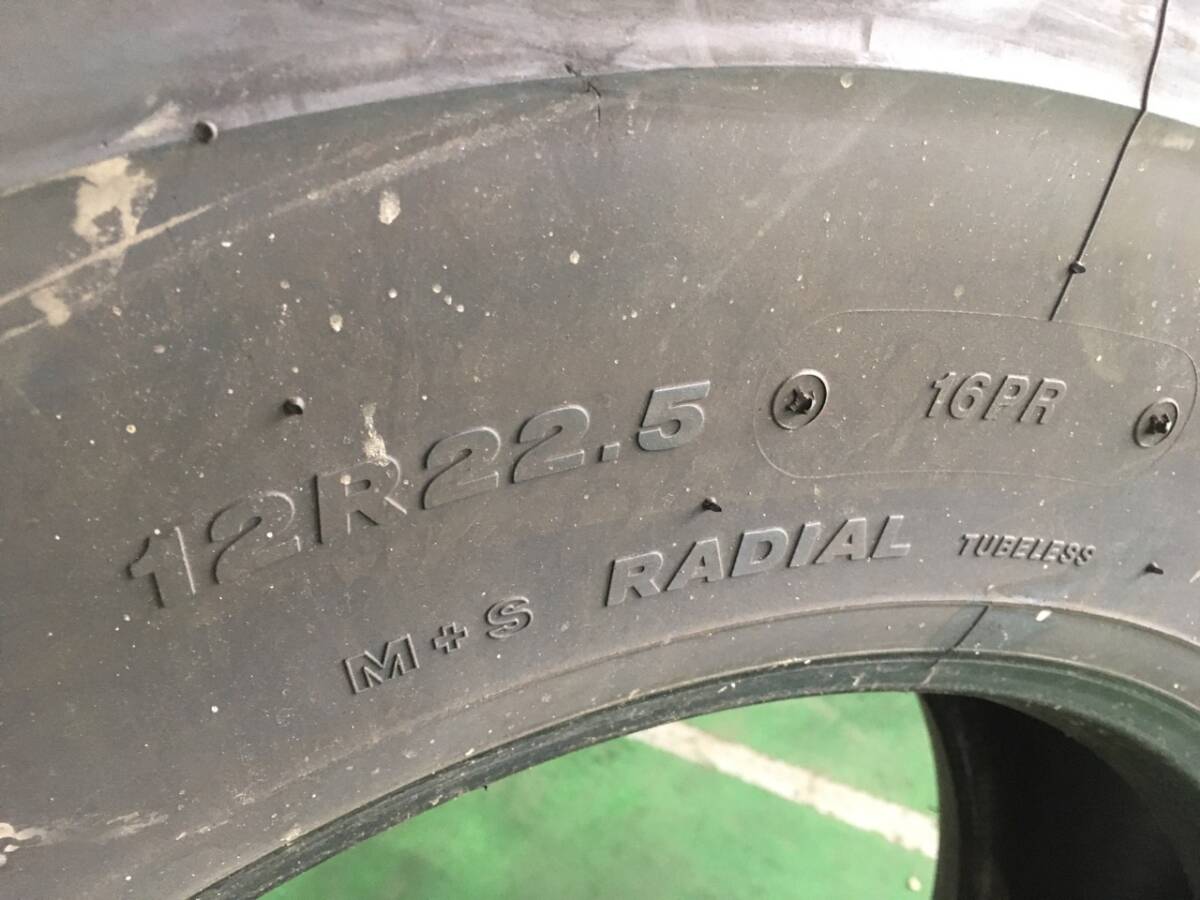 12R22.5
16PR
M+S
RADIAL
TUBELESS